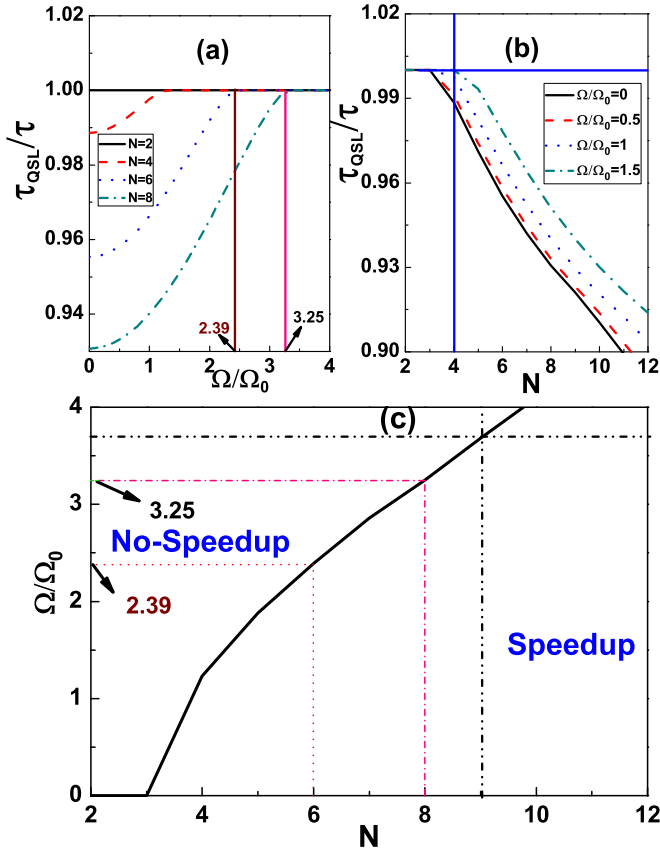 (a)
τQSL/τ
1.02
1.00
0.98
0.96
0.94
N=2
N=4
N=6
N=8
2.39
3.25
0 1 2 3 4
Ω/Ω0
(b)
τQSL/τ
1.02
0.99
0.96
0.93
0.90
Ω/Ω0=0
Ω/Ω0=0.5
Ω/Ω0=1
Ω/Ω0=1.5
2 4 6 8 10 12
N
(c)
Ω/Ω0
4
3
2
1
0
3.25
No-Speedup
2.39
Speedup
2 4 6 8 10 12
N